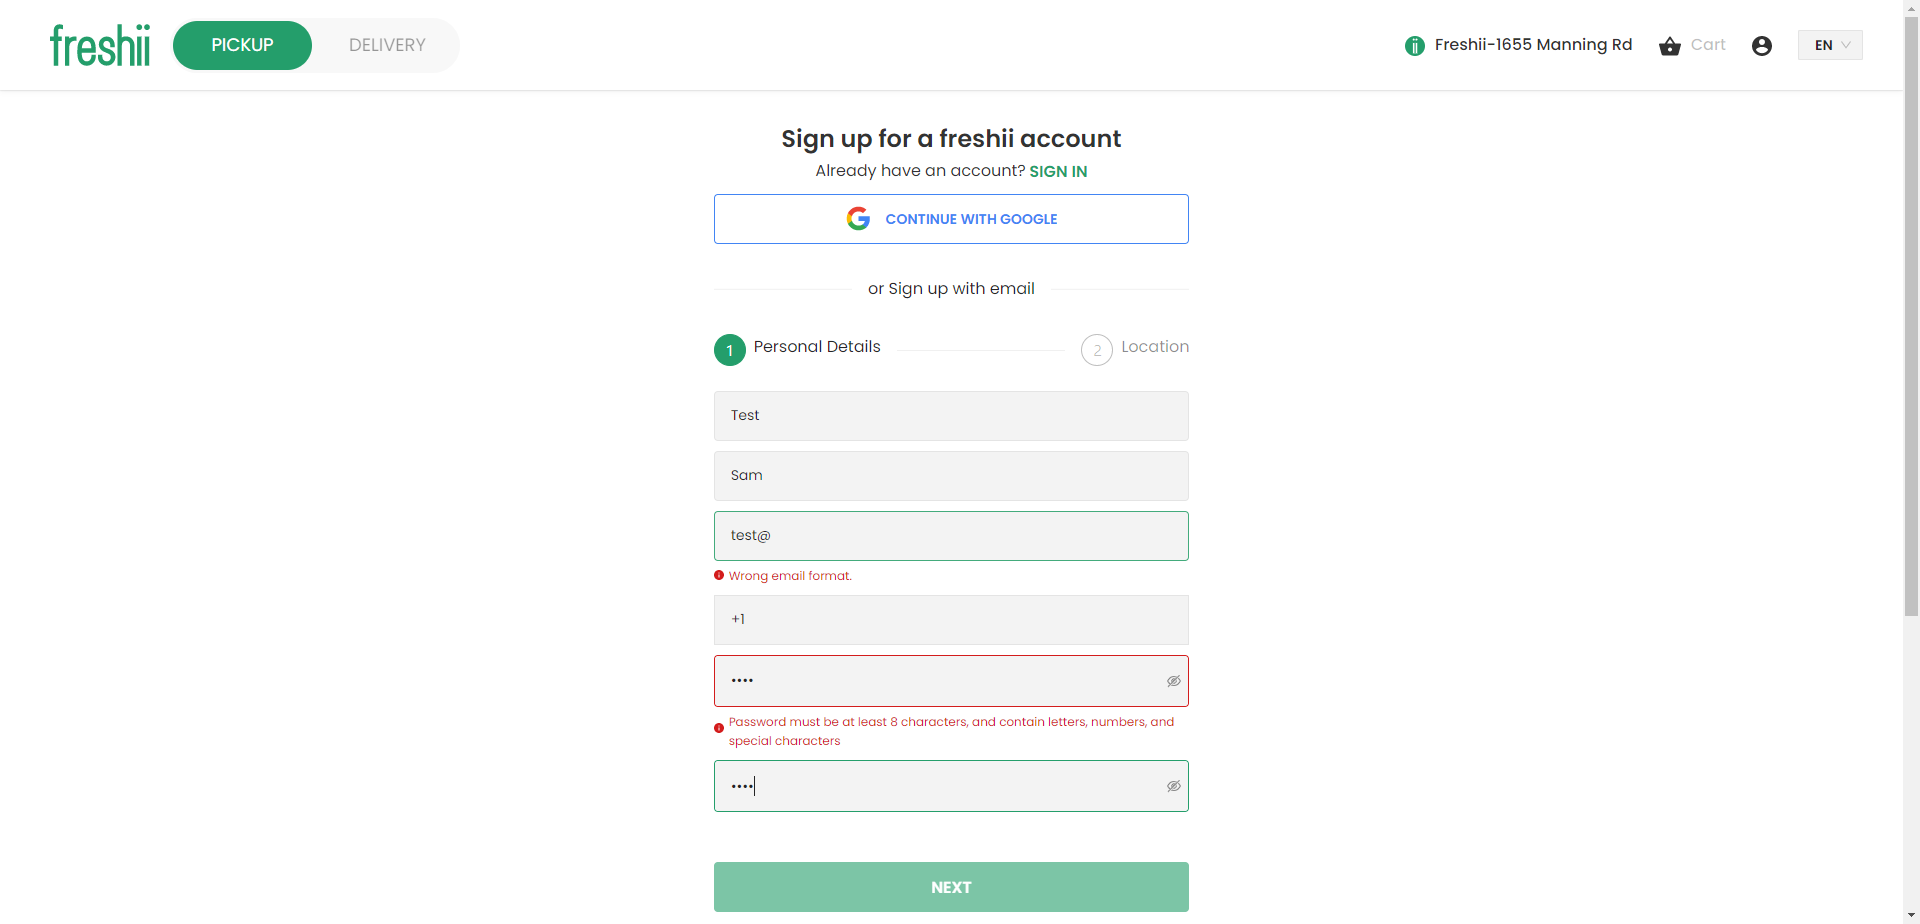 freshii
PICKUP
DELIVERY
Freshii-1655 Manning Rd
Cart
EN
Sign up for a freshii account
Already have an account? SIGN IN
CONTINUE WITH GOOGLE
or Sign up with email
1 Personal Details
2 Location
Test
Sam
test@
Wrong email format.
+1
••••
Password must be at least 8 characters, and contain letters, numbers, and
special characters
••••
NEXT